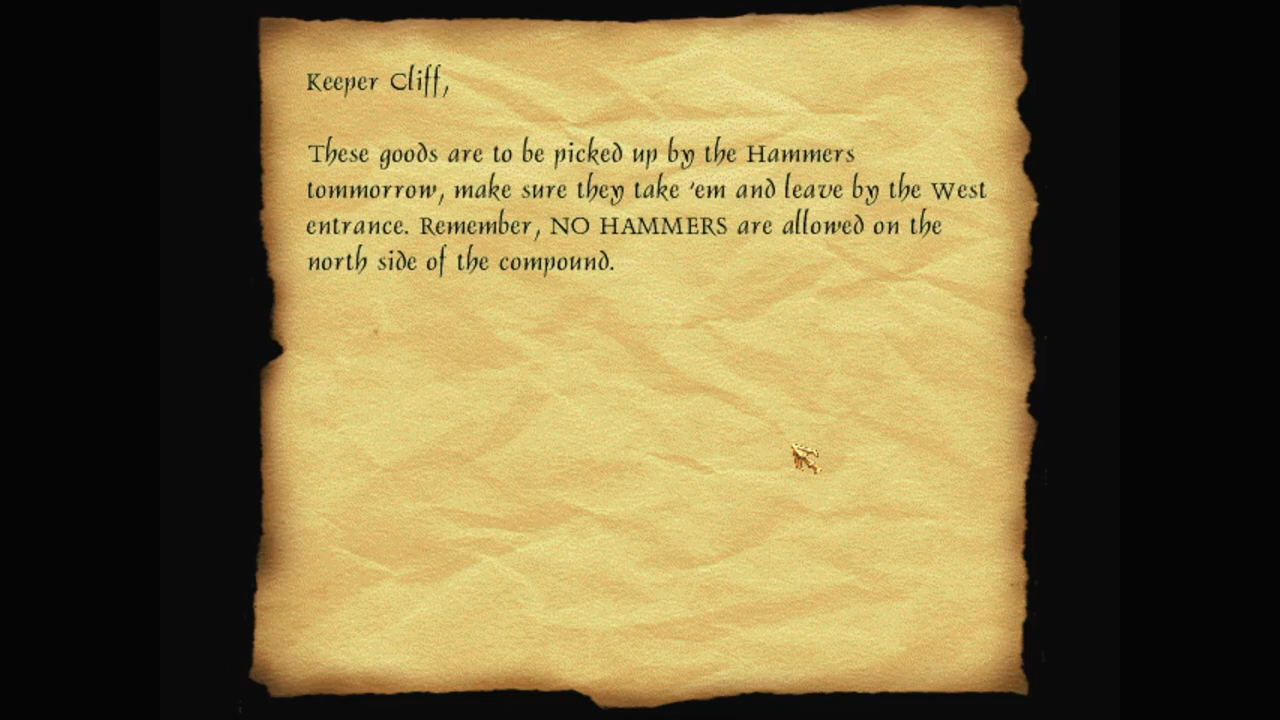 Keeper Cliff,
These goods are to be picked up by the Hammers
tommorrow, make sure they take 'em and leave by the West
entrance. Remember, NO HAMMERS are allowed on the
north side of the compound.